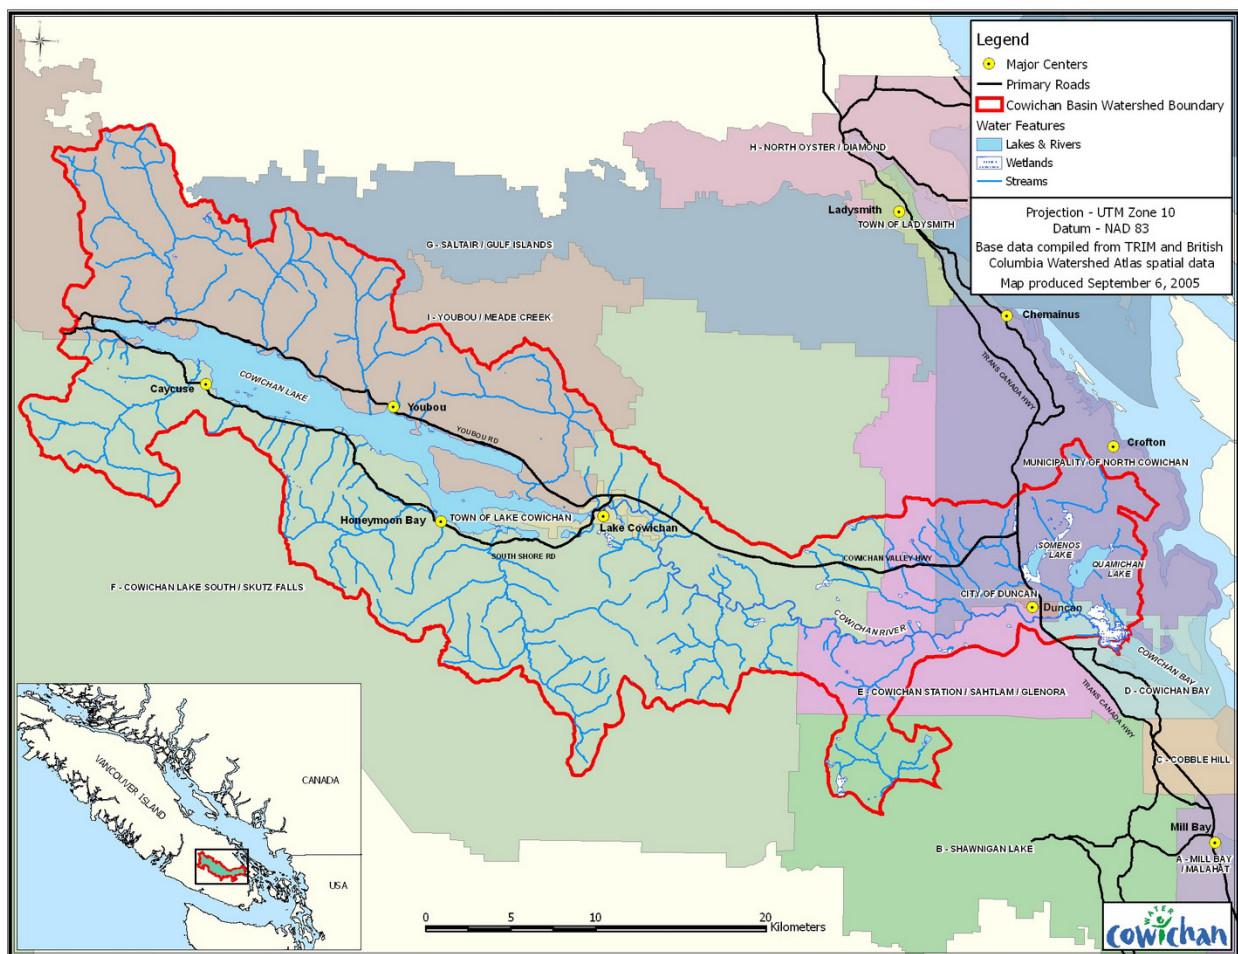 Legend
Major Centers
Primary Roads
Cowichan Basin Watershed Boundary
Water Features
Lakes & Rivers
Wetlands
Streams
Projection - UTM Zone 10
Datum - NAD 83
Base data compiled from TRIM and British
Columbia Watershed Atlas spatial data
Map produced September 6, 2005
H - NORTH OYSTER / DIAMOND
Ladysmith
TOWN OF LADYSMITH
G - SALTAIR / GULF ISLANDS
I - YOUBOU / MEADE CREEK
Chemainus
TRANS CANADA HWY
COWICHAN LAKE
Caycuse
Youbou
YOUBOU RD
Crofton
MUNICIPALITY OF NORTH COWICHAN
Honeymoon Bay
TOWN OF LAKE COWICHAN
Lake Cowichan
SOUTH SHORE RD
COWICHAN VALLEY HWY
SOMENOS
LAKE
QUAMICHAN
LAKE
F - COWICHAN LAKE SOUTH / SKUTZ FALLS
CITY OF DUNCAN
Duncan
COWICHAN RIVER
COWICHAN BAY
E - COWICHAN STATION / SAHTLAM / GLENORA
D - COWICHAN BAY
TRANS CANADA HWY
C - COBBLE HILL
Mill Bay
B - SHAWNIGAN LAKE
A - MILL BAY
/ MALAHAT
VANCOUVER ISLAND
CANADA
USA
0 5 10 20
Kilometers
WATER
Cowichan